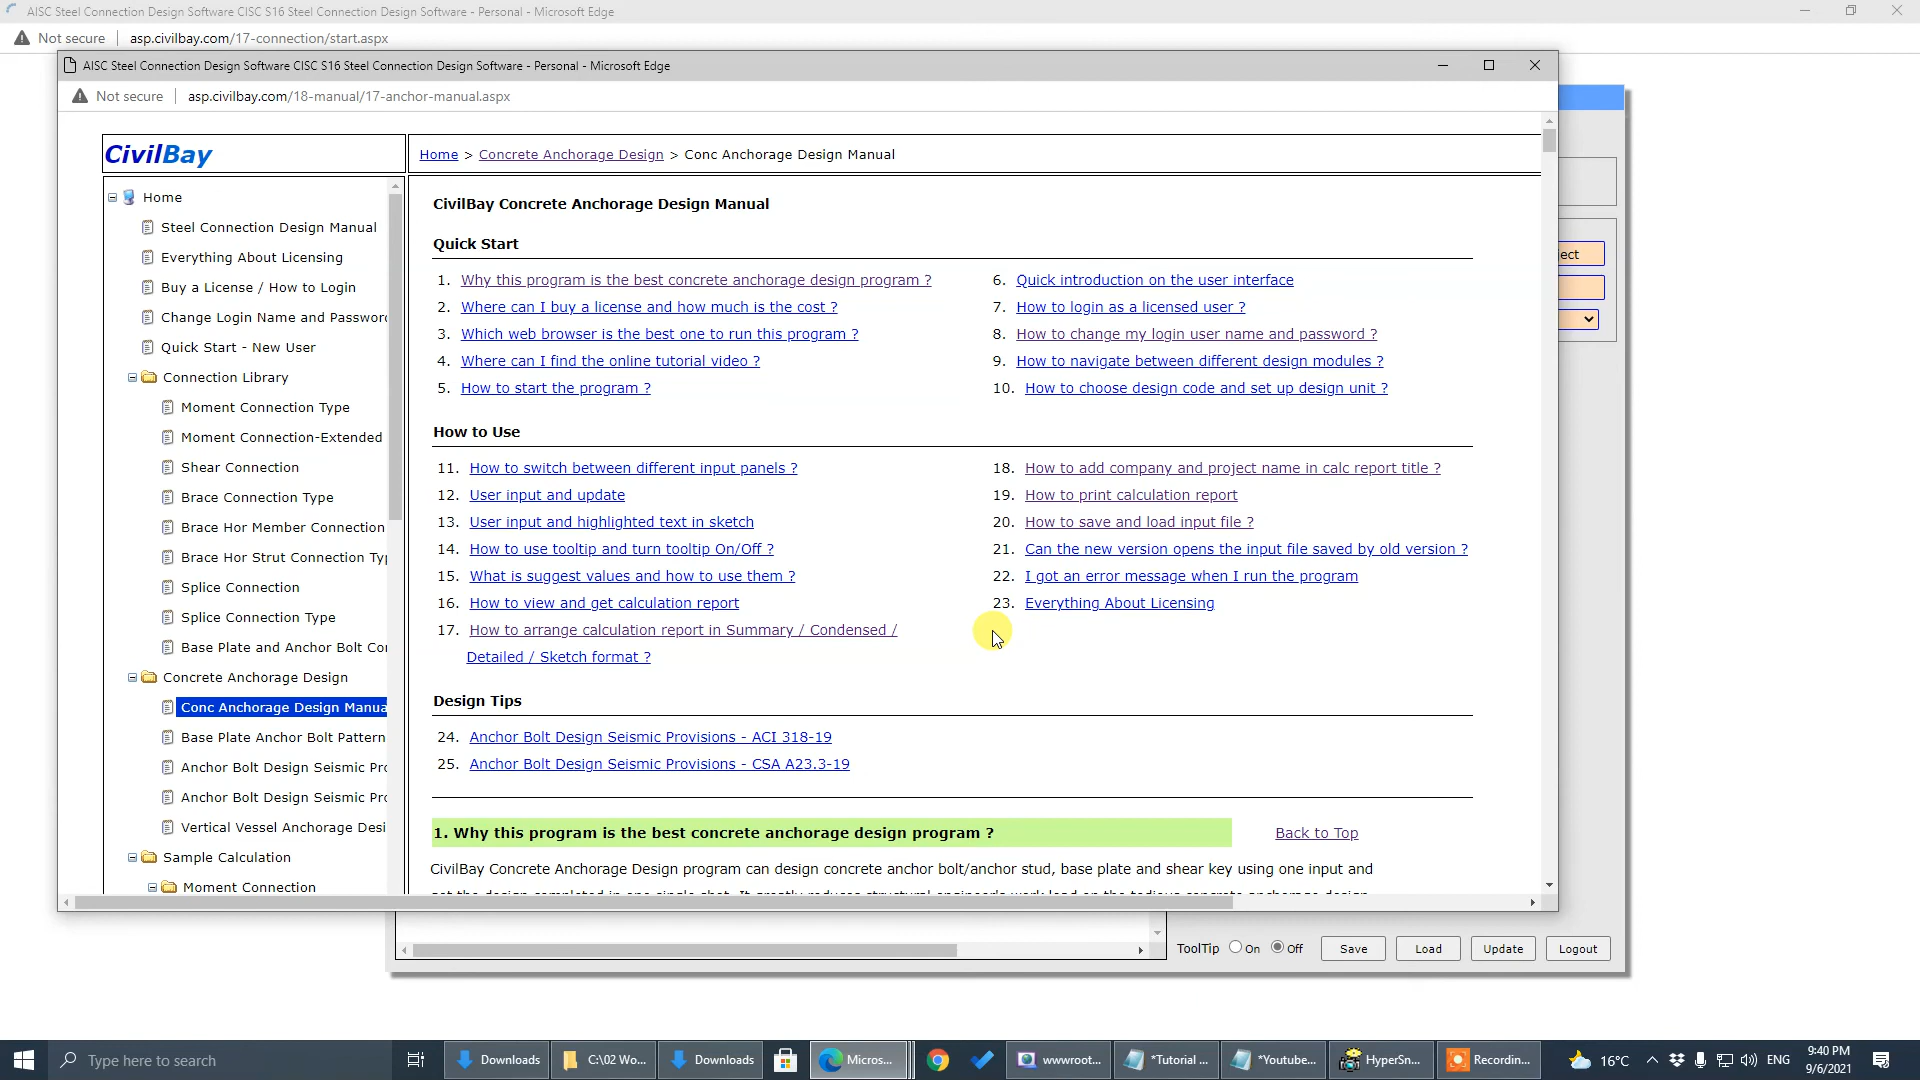 AISC Steel Connection Design Software CISC S16 Steel Connection Design Software - Personal - Microsoft Edge
Not secure | asp.civilbay.com/17-connection/start.aspx
AISC Steel Connection Design Software CISC S16 Steel Connection Design Software - Personal - Microsoft Edge
Not secure | asp.civilbay.com/18-manual/17-anchor-manual.aspx
CivilBay
Home > Concrete Anchorage Design > Conc Anchorage Design Manual
Home
Steel Connection Design Manual
Everything About Licensing
Buy a License / How to Login
Change Login Name and Passwor
Quick Start - New User
Connection Library
Moment Connection Type
Moment Connection-Extended
Shear Connection
Brace Connection Type
Brace Hor Member Connection
Brace Hor Strut Connection Ty
Splice Connection
Splice Connection Type
Base Plate and Anchor Bolt Co
Concrete Anchorage Design
Conc Anchorage Design Manua
Base Plate Anchor Bolt Pattern
Anchor Bolt Design Seismic Pr
Anchor Bolt Design Seismic Pr
Vertical Vessel Anchorage Desi
Sample Calculation
Moment Connection
CivilBay Concrete Anchorage Design Manual
Quick Start
1. Why this program is the best concrete anchorage design program ?
2. Where can I buy a license and how much is the cost ?
3. Which web browser is the best one to run this program ?
4. Where can I find the online tutorial video ?
5. How to start the program ?
6. Quick introduction on the user interface
7. How to login as a licensed user ?
8. How to change my login user name and password ?
9. How to navigate between different design modules ?
10. How to choose design code and set up design unit ?
How to Use
11. How to switch between different input panels ?
12. User input and update
13. User input and highlighted text in sketch
14. How to use tooltip and turn tooltip On/Off ?
15. What is suggest values and how to use them ?
16. How to view and get calculation report
17. How to arrange calculation report in Summary / Condensed /
Detailed / Sketch format ?
18. How to add company and project name in calc report title ?
19. How to print calculation report
20. How to save and load input file ?
21. Can the new version opens the input file saved by old version ?
22. I got an error message when I run the program
23. Everything About Licensing
Design Tips
24. Anchor Bolt Design Seismic Provisions - ACI 318-19
25. Anchor Bolt Design Seismic Provisions - CSA A23.3-19
1. Why this program is the best concrete anchorage design program ?
Back to Top
CivilBay Concrete Anchorage Design program can design concrete anchor bolt/anchor stud, base plate and shear key using one input and
ect
ToolTip On Off Save Load Update Logout
Type here to search
Downloads
C:\02 Wo...
Downloads
Micros...
wwwroot...
*Tutorial ...
*Youtube...
HyperSn...
Recordin...
16°C
ENG
9:40 PM
9/6/2021